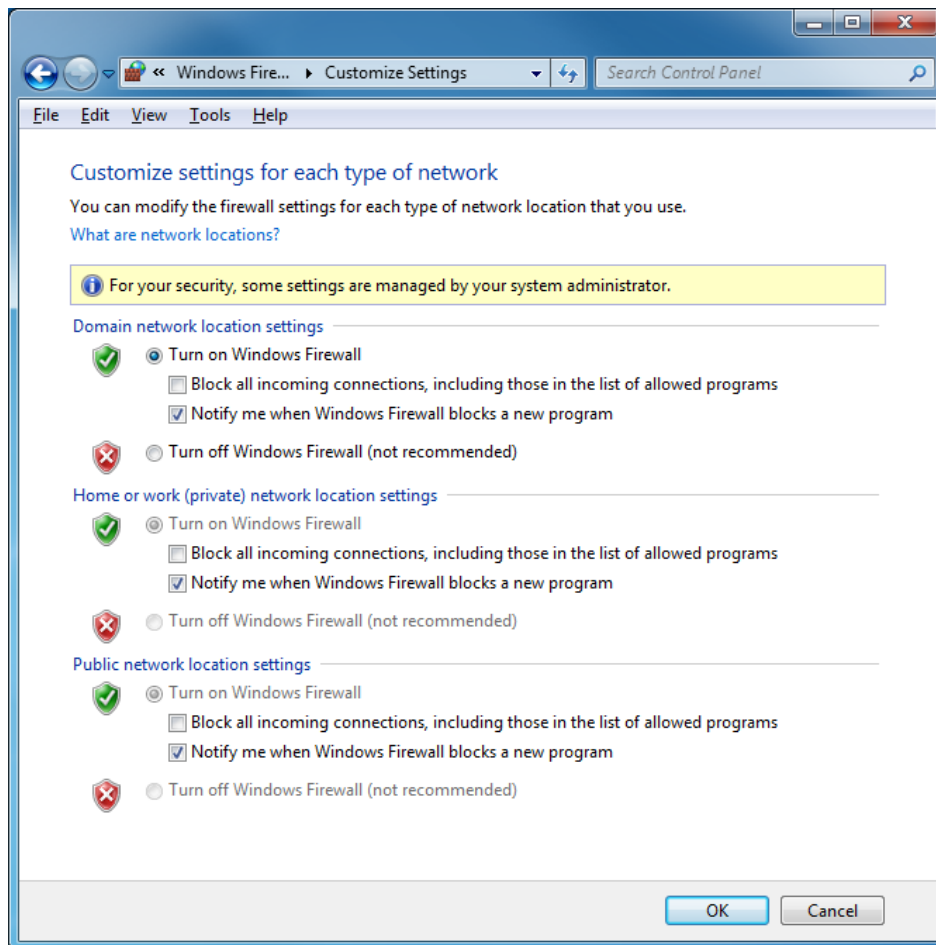 « Windows Fire... ▸ Customize Settings
Search Control Panel
File Edit View Tools Help
Customize settings for each type of network
You can modify the firewall settings for each type of network location that you use.
What are network locations?
For your security, some settings are managed by your system administrator.
Domain network location settings
Turn on Windows Firewall
Block all incoming connections, including those in the list of allowed programs
Notify me when Windows Firewall blocks a new program
Turn off Windows Firewall (not recommended)
Home or work (private) network location settings
Turn on Windows Firewall
Block all incoming connections, including those in the list of allowed programs
Notify me when Windows Firewall blocks a new program
Turn off Windows Firewall (not recommended)
Public network location settings
Turn on Windows Firewall
Block all incoming connections, including those in the list of allowed programs
Notify me when Windows Firewall blocks a new program
Turn off Windows Firewall (not recommended)
OK Cancel